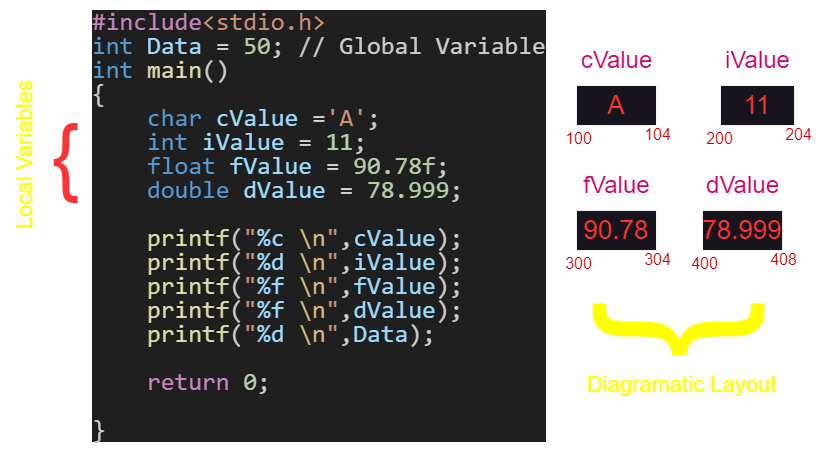 Local Variables
{
#include<stdio.h>
int Data = 50; // Global Variable
int main()
{
    char cValue ='A';
    int iValue = 11;
    float fValue = 90.78f;
    double dValue = 78.999;
    printf("%c \n",cValue);
    printf("%d \n",iValue);
    printf("%f \n",fValue);
    printf("%f \n",dValue);
    printf("%d \n",Data);
    return 0;
}
cValue iValue
A 11
100 104 200 204
fValue dValue
90.78 78.999
300 304 400 408
Diagramatic Layout